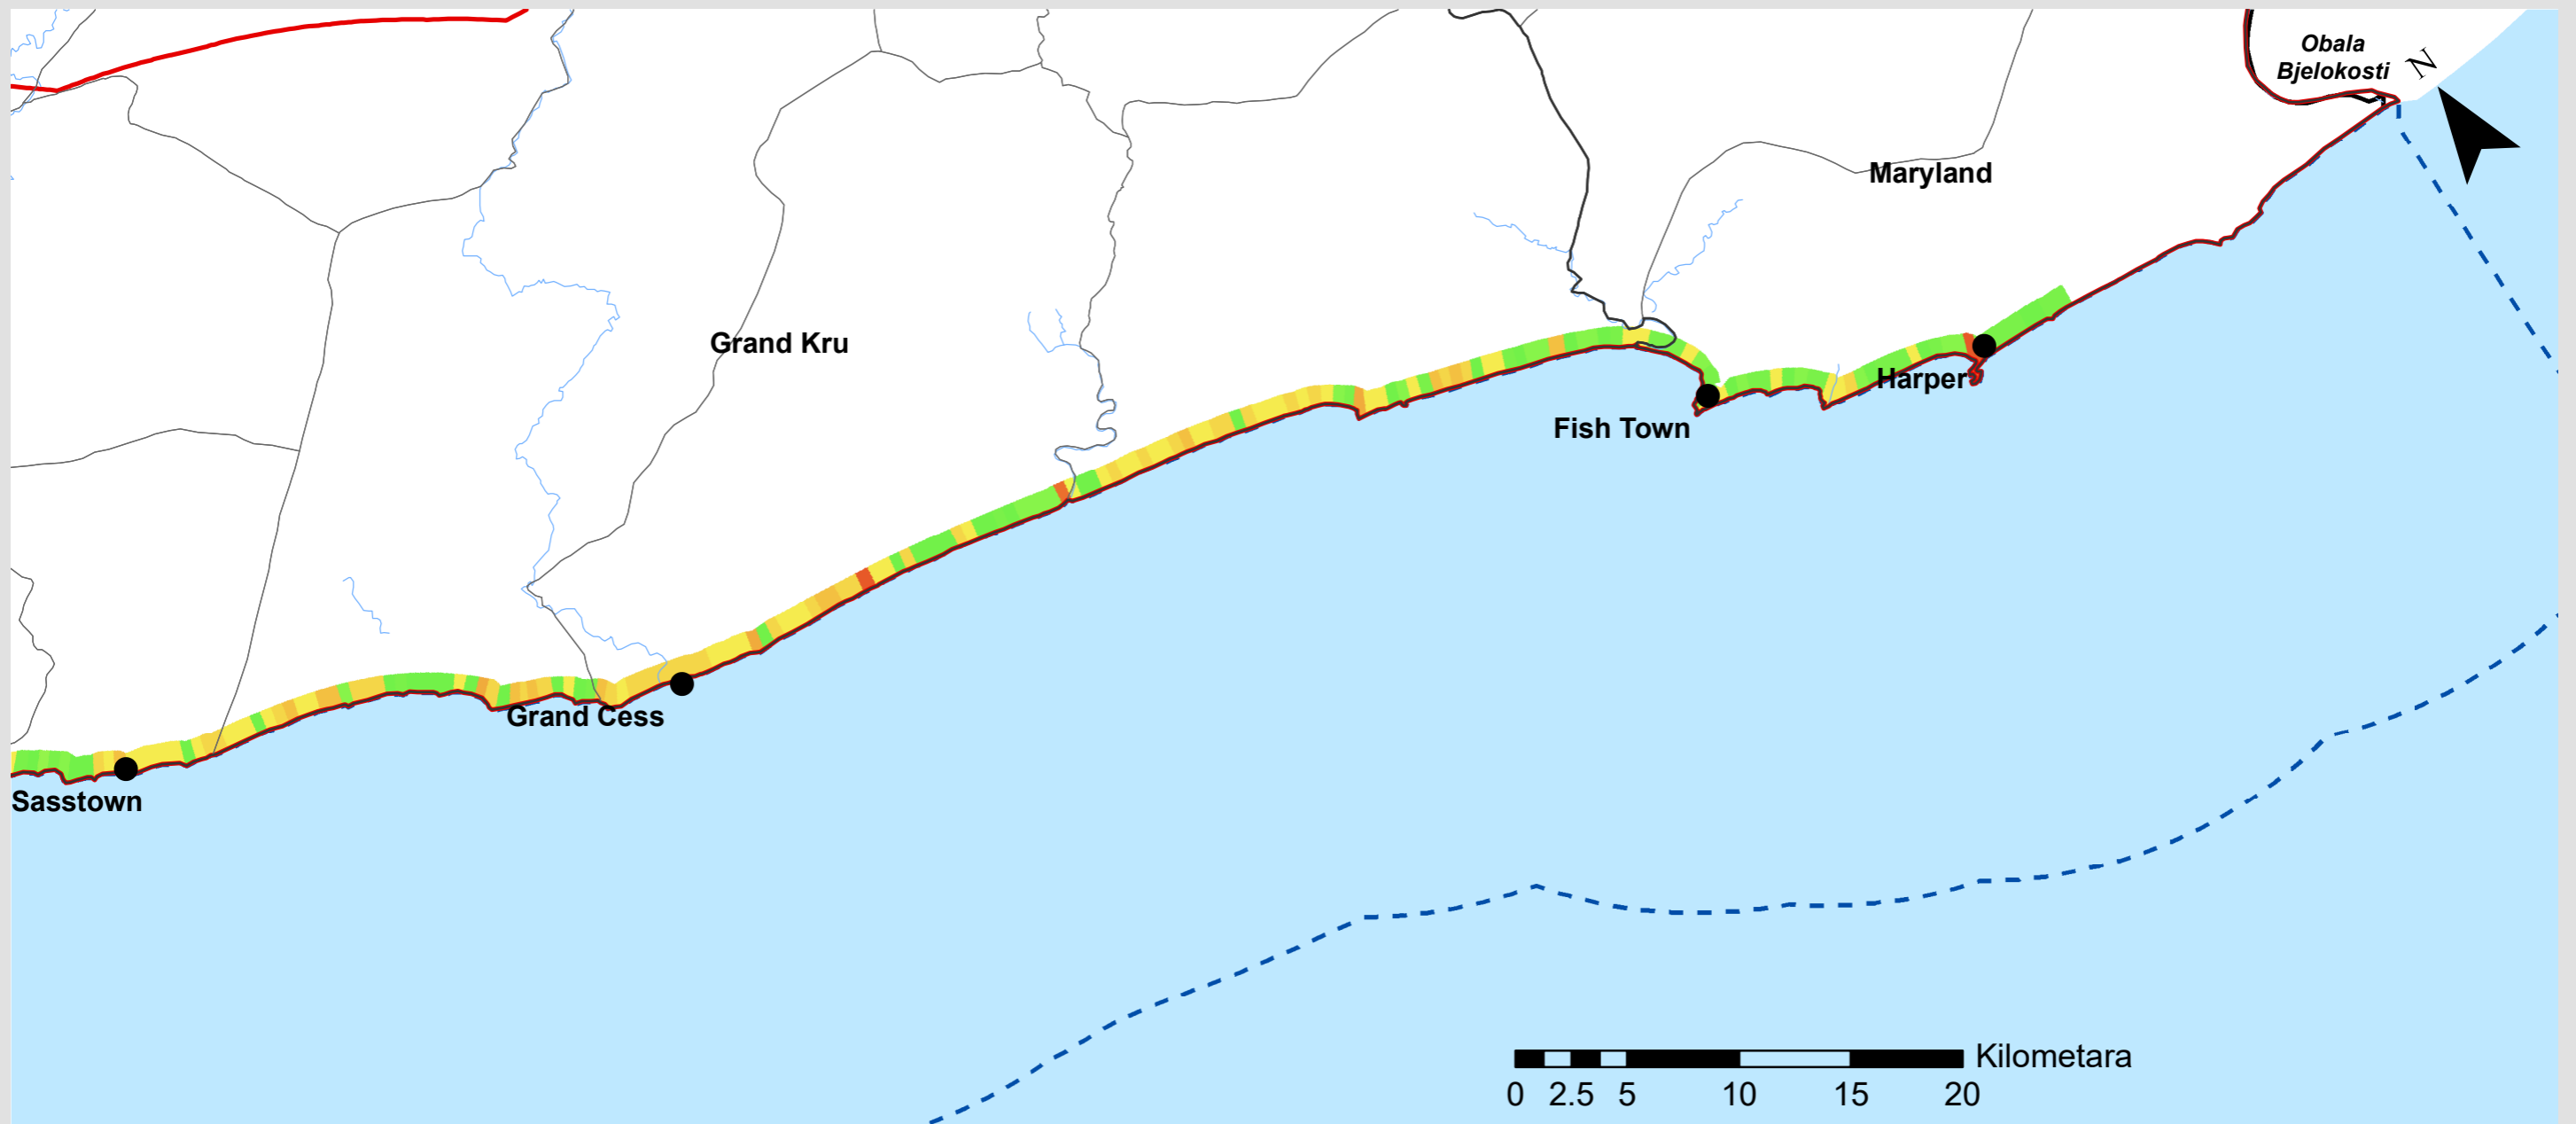 Obala
Bjelokosti
N
Maryland
Grand Kru
Harper
Fish Town
Grand Cess
Sasstown
Kilometara
0 2.5 5 10 15 20